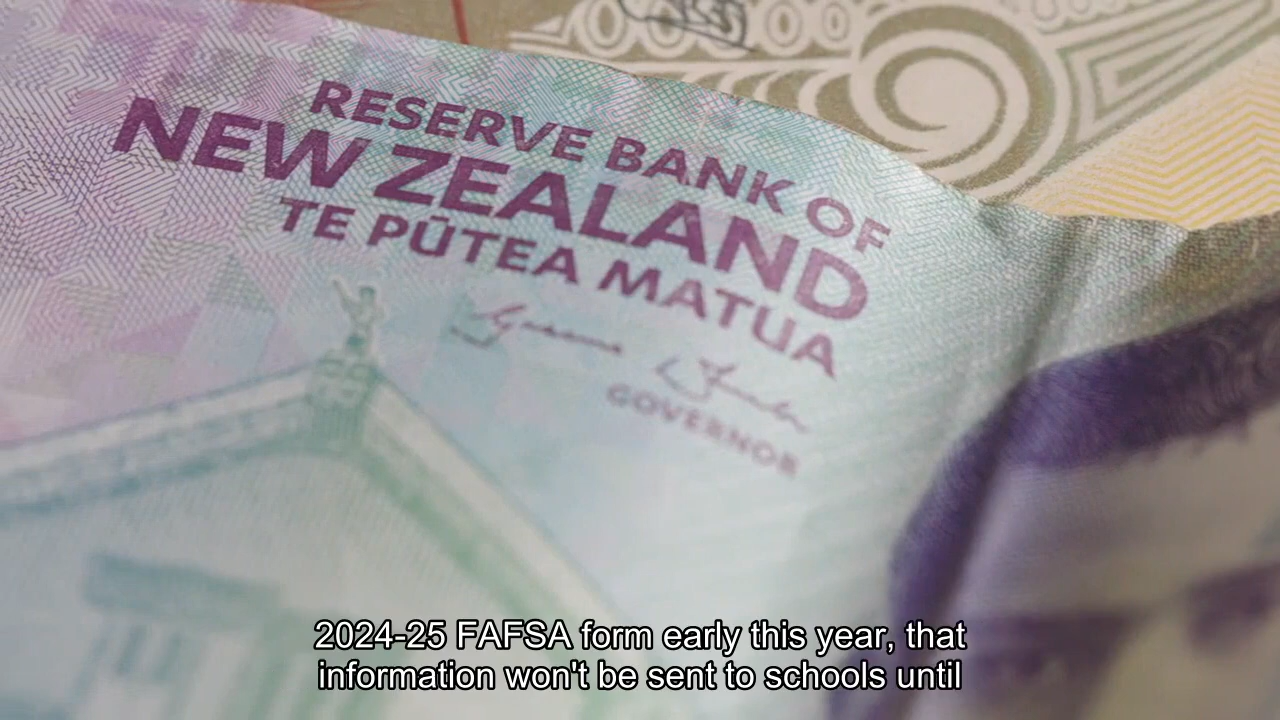 RESERVE BANK OF
NEW ZEALAND
TE PŪTEA MATUA
GOVERNOR
2024-25 FAFSA form early this year, that
information won't be sent to schools until